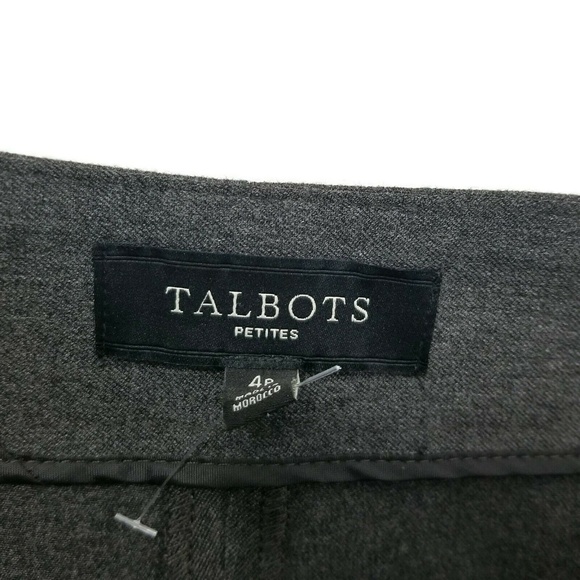 TALBOTS
PETITES
4P
MADE IN
MOROCCO